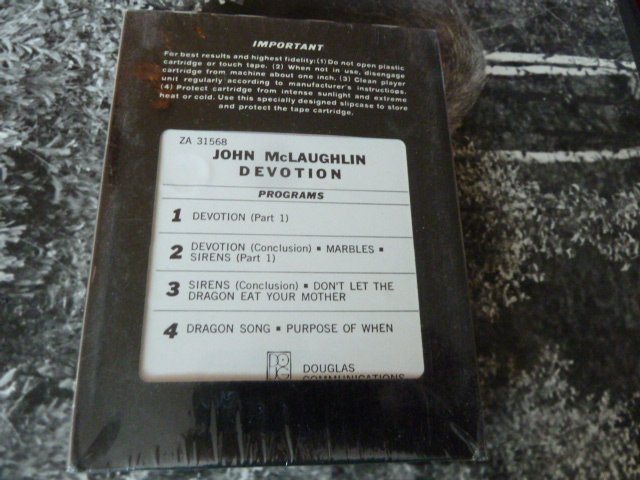 IMPORTANT
For best results and highest fidelity:(1) Do not open plastic
cartridge or touch tape. (2) When not in use, disengage
cartridge from machine about one inch. (3) Clean player
unit regularly according to manufacturer's instructions.
(4) Protect cartridge from intense sunlight and extreme
heat or cold. Use this specially designed slipcase to store
and protect the tape cartridge.
ZA 31568
JOHN McLAUGHLIN
DEVOTION
PROGRAMS
1 DEVOTION (Part 1)
2 DEVOTION (Conclusion) ▪ MARBLES ▪
SIRENS (Part 1)
3 SIRENS (Conclusion) ▪ DON'T LET THE
DRAGON EAT YOUR MOTHER
4 DRAGON SONG ▪ PURPOSE OF WHEN
DOUGLAS
COMMUNICATIONS